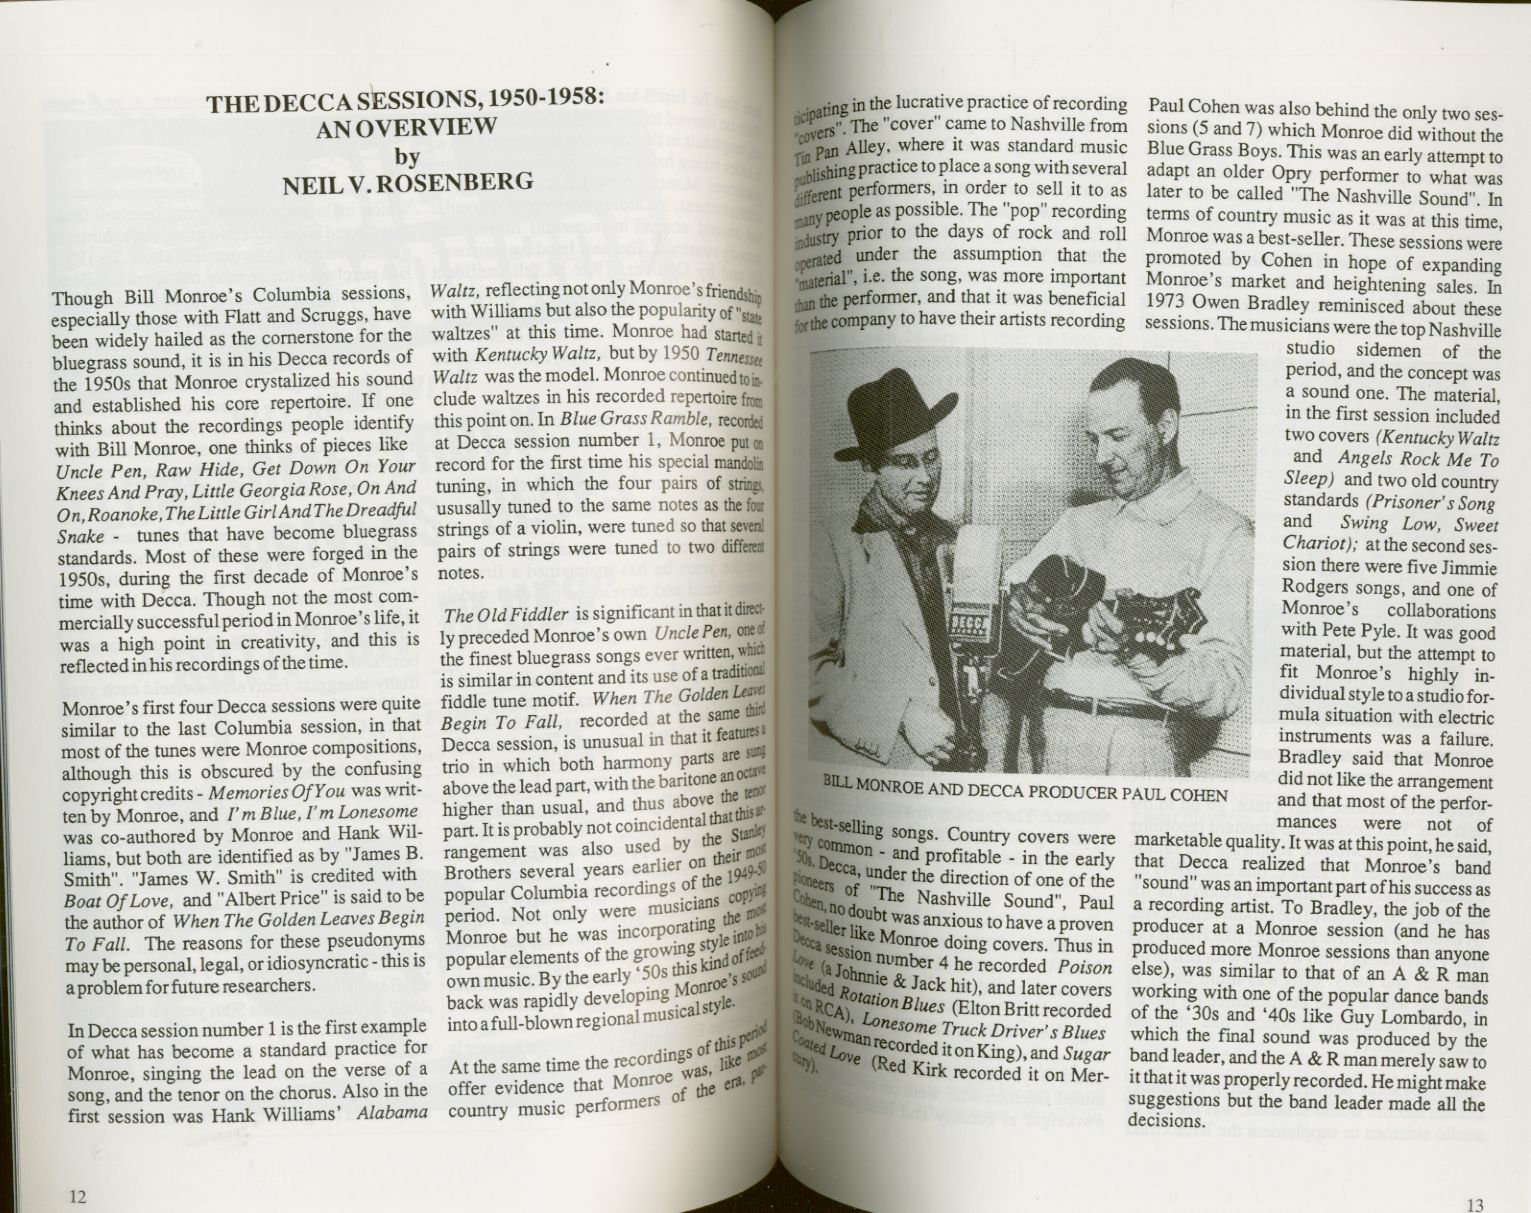 THE DECCA SESSIONS, 1950-1958:
AN OVERVIEW
by
NEIL V. ROSENBERG
Though Bill Monroe's Columbia sessions,
especially those with Flatt and Scruggs, have
been widely hailed as the cornerstone for the
bluegrass sound, it is in his Decca records of
the 1950s that Monroe crystalized his sound
and established his core repertoire. If one
thinks about the recordings people identify
with Bill Monroe, one thinks of pieces like
Uncle Pen, Raw Hide, Get Down On Your
Knees And Pray, Little Georgia Rose, On And
On, Roanoke, The Little Girl And The Dreadful
Snake - tunes that have become bluegrass
standards. Most of these were forged in the
1950s, during the first decade of Monroe's
time with Decca. Though not the most com-
mercially successful period in Monroe's life, it
was a high point in creativity, and this is
reflected in his recordings of the time.
Monroe's first four Decca sessions were quite
similar to the last Columbia session, in that
most of the tunes were Monroe compositions,
although this is obscured by the confusing
copyright credits - Memories Of You was writ-
ten by Monroe, and I'm Blue, I'm Lonesome
was co-authored by Monroe and Hank Wil-
liams, but both are identified as by "James B.
Smith". "James W. Smith" is credited with
Boat Of Love, and "Albert Price" is said to be
the author of When The Golden Leaves Begin
To Fall. The reasons for these pseudonyms
may be personal, legal, or idiosyncratic - this is
a problem for future researchers.
In Decca session number 1 is the first example
of what has become a standard practice for
Monroe, singing the lead on the verse of a
song, and the tenor on the chorus. Also in the
first session was Hank Williams' Alabama
Waltz, reflecting not only Monroe's friendship
with Williams but also the popularity of "state
waltzes" at this time. Monroe had started it
with Kentucky Waltz, but by 1950 Tennessee
Waltz was the model. Monroe continued to in-
clude waltzes in his recorded repertoire from
this point on. In Blue Grass Ramble, recorded
at Decca session number 1, Monroe put on
record for the first time his special mandolin
tuning, in which the four pairs of strings,
ususally tuned to the same notes as the four
strings of a violin, were tuned so that several
pairs of strings were tuned to two different
notes.
The Old Fiddler is significant in that it direct-
ly preceded Monroe's own Uncle Pen, one of
the finest bluegrass songs ever written, which
is similar in content and its use of a traditional
fiddle tune motif. When The Golden Leaves
Begin To Fall, recorded at the same third
Decca session, is unusual in that it features a
trio in which both harmony parts are sung
above the lead part, with the baritone an octave
higher than usual, and thus above the tenor
part. It is probably not coincidental that this ar-
rangement was also used by the Stanley
Brothers several years earlier on their most
popular Columbia recordings of the 1949-50
period. Not only were musicians copying
Monroe but he was incorporating the most
popular elements of the growing style into his
own music. By the early '50s this kind of feed-
back was rapidly developing Monroe's sound
into a full-blown regional musical style.
At the same time the recordings of this period
offer evidence that Monroe was, like most
country music performers of the era, par-
12
ticipating in the lucrative practice of recording
"covers". The "cover" came to Nashville from
Tin Pan Alley, where it was standard music
publishing practice to place a song with several
different performers, in order to sell it to as
many people as possible. The "pop" recording
industry prior to the days of rock and roll
operated under the assumption that the
"material", i.e. the song, was more important
than the performer, and that it was beneficial
for the company to have their artists recording
DECCA
BILL MONROE AND DECCA PRODUCER PAUL COHEN
the best-selling songs. Country covers were
very common - and profitable - in the early
'50s. Decca, under the direction of one of the
pioneers of "The Nashville Sound", Paul
Cohen, no doubt was anxious to have a proven
best-seller like Monroe doing covers. Thus in
Decca session number 4 he recorded Poison
Love (a Johnnie & Jack hit), and later covers
included Rotation Blues (Elton Britt recorded
it on RCA), Lonesome Truck Driver's Blues
(Bob Newman recorded it on King), and Sugar
Coated Love (Red Kirk recorded it on Mer-
cury).
Paul Cohen was also behind the only two ses-
sions (5 and 7) which Monroe did without the
Blue Grass Boys. This was an early attempt to
adapt an older Opry performer to what was
later to be called "The Nashville Sound". In
terms of country music as it was at this time,
Monroe was a best-seller. These sessions were
promoted by Cohen in hope of expanding
Monroe's market and heightening sales. In
1973 Owen Bradley reminisced about these
sessions. The musicians were the top Nashville
studio sidemen of the
period, and the concept was
a sound one. The material,
in the first session included
two covers (Kentucky Waltz
and Angels Rock Me To
Sleep) and two old country
standards (Prisoner's Song
and Swing Low, Sweet
Chariot); at the second ses-
sion there were five Jimmie
Rodgers songs, and one of
Monroe's collaborations
with Pete Pyle. It was good
material, but the attempt to
fit Monroe's highly in-
dividual style to a studio for-
mula situation with electric
instruments was a failure.
Bradley said that Monroe
did not like the arrangement
and that most of the perfor-
mances were not of
marketable quality. It was at this point, he said,
that Decca realized that Monroe's band
"sound" was an important part of his success as
a recording artist. To Bradley, the job of the
producer at a Monroe session (and he has
produced more Monroe sessions than anyone
else), was similar to that of an A & R man
working with one of the popular dance bands
of the '30s and '40s like Guy Lombardo, in
which the final sound was produced by the
band leader, and the A & R man merely saw to
it that it was properly recorded. He might make
suggestions but the band leader made all the
decisions.
13